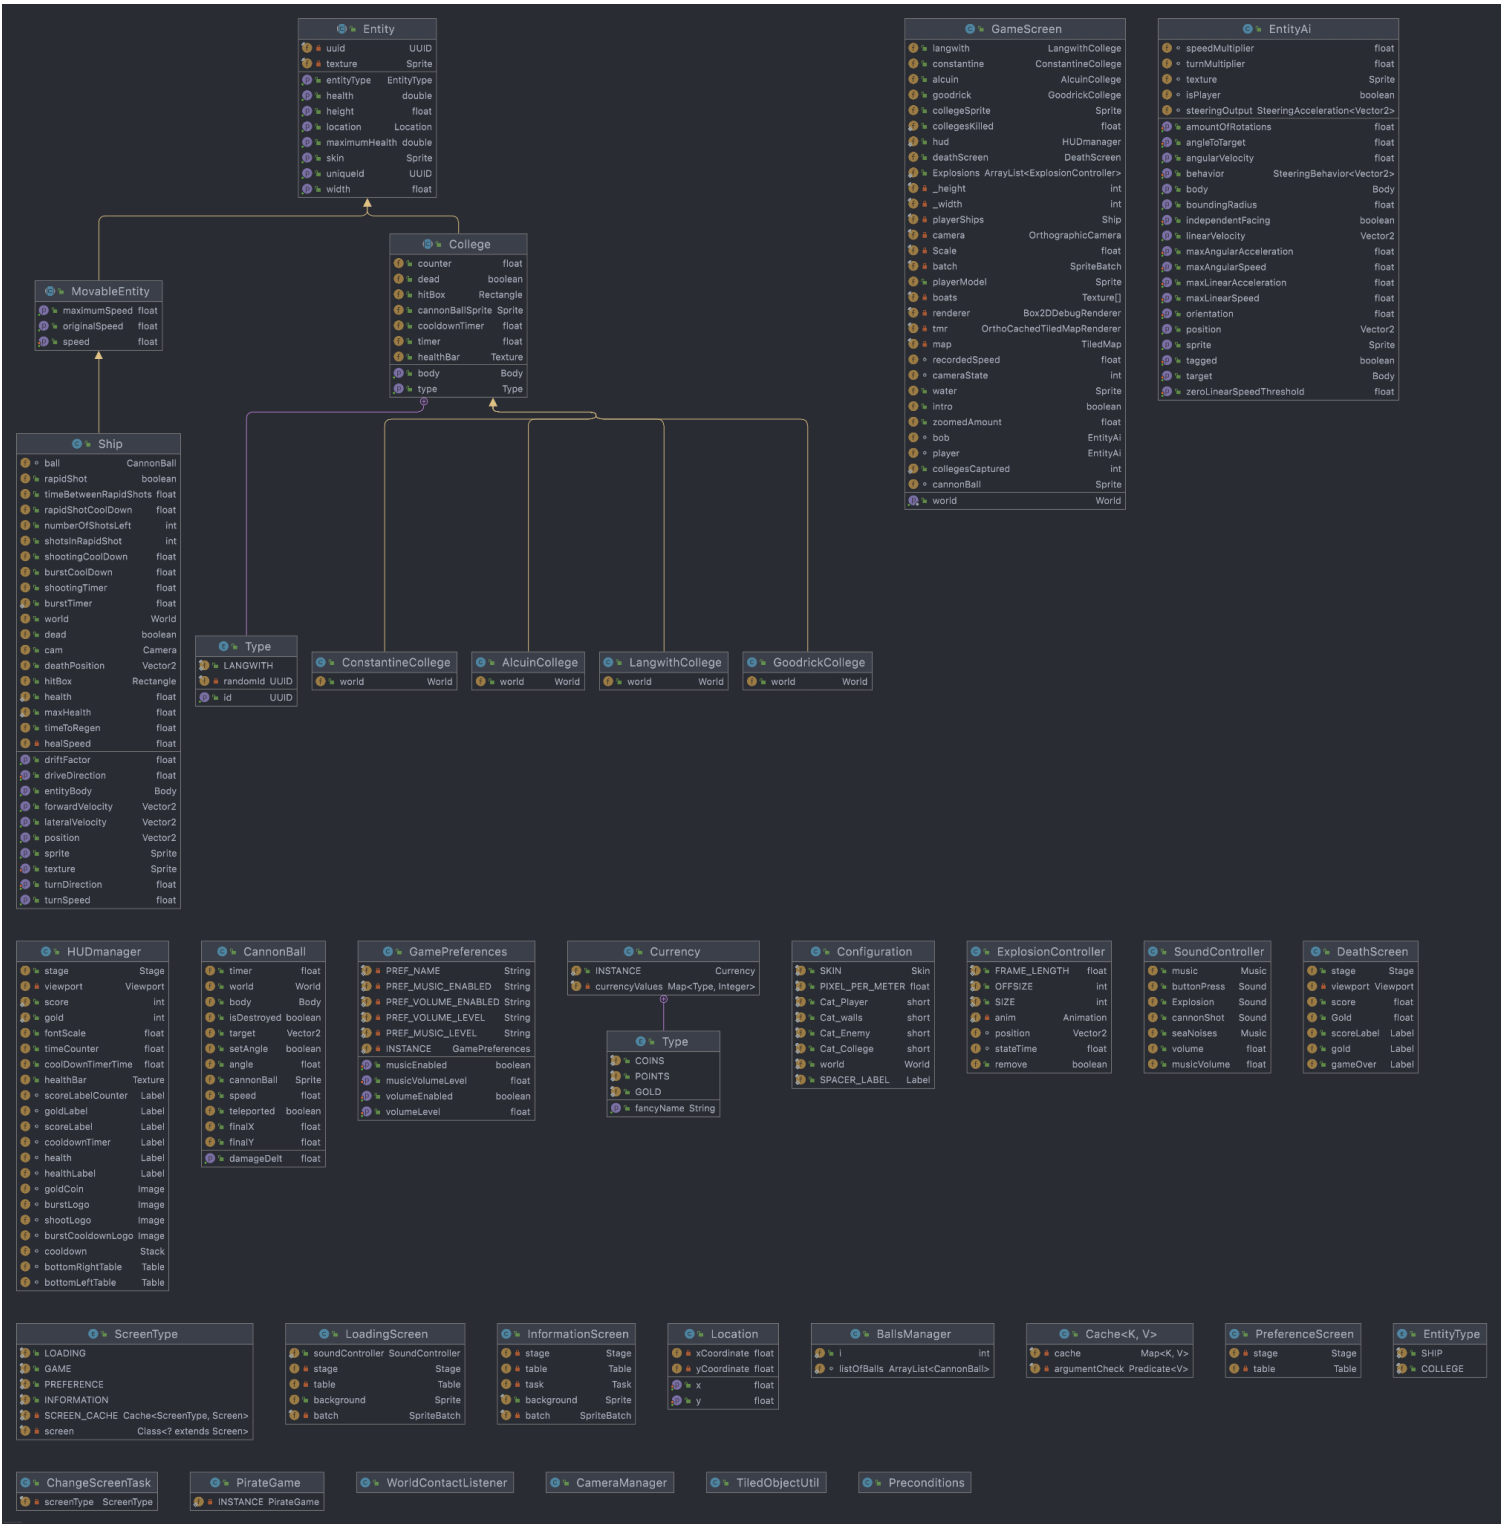 Entity
uuid UUID
texture Sprite
entityType EntityType
health double
height float
location Location
maximumHealth double
skin Sprite
uniqueId UUID
width float
GameScreen
langwith LangwithCollege
constantine ConstantineCollege
alcuin AlcuinCollege
goodrick GoodrickCollege
collegeSprite Sprite
collegesKilled float
hud HUDmanager
deathScreen DeathScreen
Explosions ArrayList<ExplosionController>
_height int
_width int
playerShips Ship
camera OrthographicCamera
Scale float
batch SpriteBatch
playerModel Sprite
boats Texture[]
renderer Box2DDebugRenderer
tmr OrthoCachedTiledMapRenderer
map TiledMap
recordedSpeed float
cameraState int
water Sprite
intro boolean
zoomedAmount float
bob EntityAi
player EntityAi
collegesCaptured int
cannonBall Sprite
world World
EntityAi
speedMultiplier float
turnMultiplier float
texture Sprite
isPlayer boolean
steeringOutput SteeringAcceleration<Vector2>
amountOfRotations float
angleToTarget float
angularVelocity float
behavior SteeringBehavior<Vector2>
body Body
boundingRadius float
independentFacing boolean
linearVelocity Vector2
maxAngularAcceleration float
maxAngularSpeed float
maxLinearAcceleration float
maxLinearSpeed float
orientation float
position Vector2
sprite Sprite
tagged boolean
target Body
zeroLinearSpeedThreshold float
College
counter float
dead boolean
hitBox Rectangle
cannonBallSprite Sprite
cooldownTimer float
timer float
healthBar Texture
body Body
type Type
MovableEntity
maximumSpeed float
originalSpeed float
speed float
Ship
ball CannonBall
rapidShot boolean
timeBetweenRapidShots float
rapidShotCoolDown float
numberOfShotsLeft int
shotsInRapidShot int
shootingCoolDown float
burstCoolDown float
shootingTimer float
burstTimer float
world World
dead boolean
cam Camera
deathPosition Vector2
hitBox Rectangle
health float
maxHealth float
timeToRegen float
healSpeed float
driftFactor float
driveDirection float
entityBody Body
forwardVelocity Vector2
lateralVelocity Vector2
position Vector2
sprite Sprite
texture Sprite
turnDirection float
turnSpeed float
Type
LANGWITH
randomId UUID
id UUID
ConstantineCollege
world World
AlcuinCollege
world World
LangwithCollege
world World
GoodrickCollege
world World
HUDmanager
stage Stage
viewport Viewport
score int
gold int
fontScale float
timeCounter float
coolDownTimerTime float
healthBar Texture
scoreLabelCounter Label
goldLabel Label
scoreLabel Label
cooldownTimer Label
health Label
healthLabel Label
goldCoin Image
burstLogo Image
shootLogo Image
burstCooldownLogo Image
cooldown Stack
bottomRightTable Table
bottomLeftTable Table
CannonBall
timer float
world World
body Body
isDestroyed boolean
target Vector2
setAngle boolean
angle float
cannonBall Sprite
speed float
teleported boolean
finalX float
finalY float
damageDelt float
GamePreferences
PREF_NAME String
PREF_MUSIC_ENABLED String
PREF_VOLUME_ENABLED String
PREF_VOLUME_LEVEL String
PREF_MUSIC_LEVEL String
INSTANCE GamePreferences
musicEnabled boolean
musicVolumeLevel float
volumeEnabled boolean
volumeLevel float
Currency
INSTANCE Currency
currencyValues Map<Type, Integer>
Type
COINS
POINTS
GOLD
fancyName String
Configuration
SKIN Skin
PIXEL_PER_METER float
Cat_Player short
Cat_walls short
Cat_Enemy short
Cat_College short
world World
SPACER_LABEL Label
ExplosionController
FRAME_LENGTH float
OFFSIZE int
SIZE int
anim Animation
position Vector2
stateTime float
remove boolean
SoundController
music Music
buttonPress Sound
Explosion Sound
cannonShot Sound
seaNoises Music
volume float
musicVolume float
DeathScreen
stage Stage
viewport Viewport
score float
Gold float
scoreLabel Label
gold Label
gameOver Label
ScreenType
LOADING
GAME
PREFERENCE
INFORMATION
SCREEN_CACHE Cache<ScreenType, Screen>
screen Class<? extends Screen>
LoadingScreen
soundController SoundController
stage Stage
table Table
background Sprite
batch SpriteBatch
InformationScreen
stage Stage
table Table
task Task
background Sprite
batch SpriteBatch
Location
xCoordinate float
yCoordinate float
x float
y float
BallsManager
i int
listOfBalls ArrayList<CannonBall>
Cache<K, V>
cache Map<K, V>
argumentCheck Predicate<V>
PreferenceScreen
stage Stage
table Table
EntityType
SHIP
COLLEGE
ChangeScreenTask
screenType ScreenType
PirateGame
INSTANCE PirateGame
WorldContactListener
CameraManager
TiledObjectUtil
Preconditions